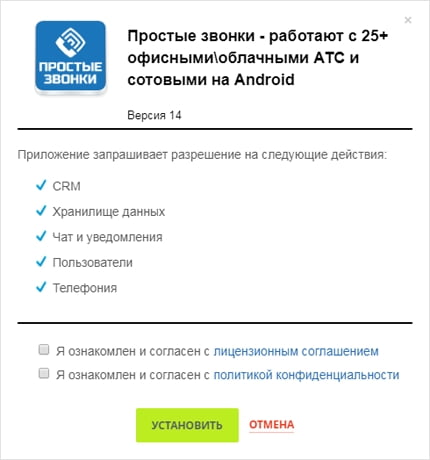 ×
ПРОСТЫЕ
ЗВОНКИ
Простые звонки - работают с 25+
офисными\облачными АТС и
сотовыми на Android
Версия 14
Приложение запрашивает разрешение на следующие действия:
CRM
Хранилище данных
Чат и уведомления
Пользователи
Телефония
Я ознакомлен и согласен с лицензионным соглашением
Я ознакомлен и согласен с политикой конфиденциальности
УСТАНОВИТЬ ОТМЕНА